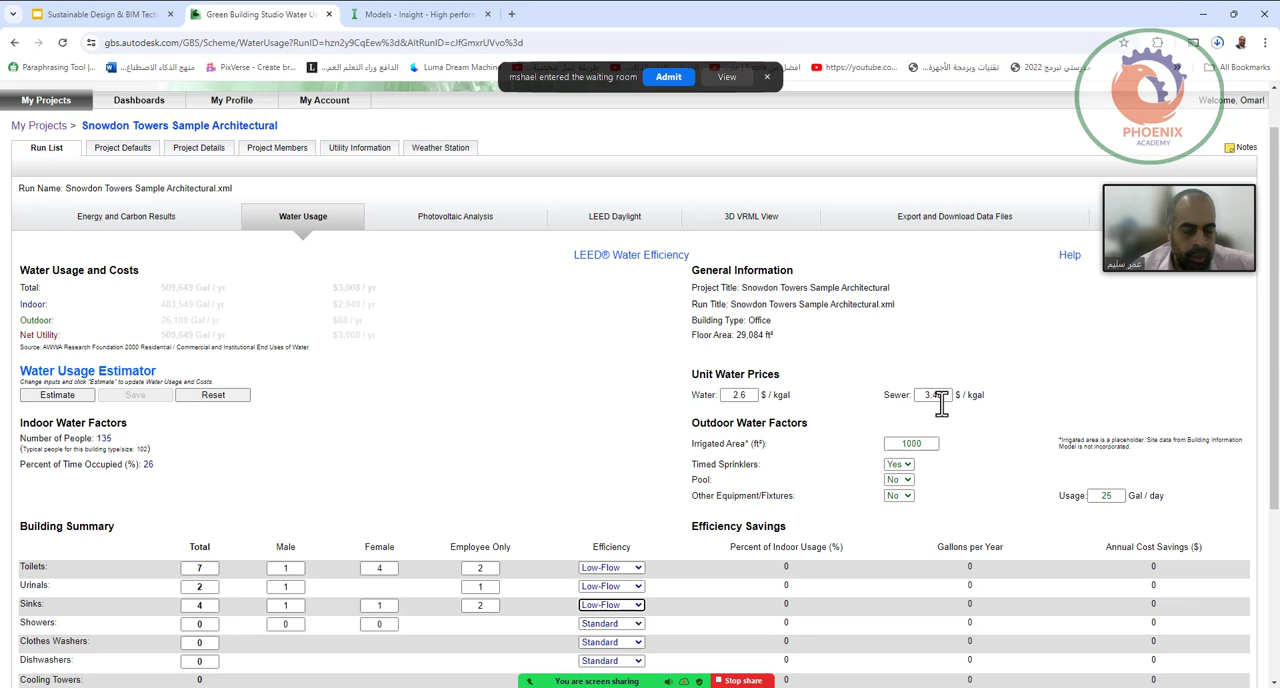 Sustainable Design & BIM Tech
Green Building Studio Water Us
Models - Insight - High perform
gbs.autodesk.com/GBS/Scheme/WaterUsage?RunID=hzn2y9CqEew%3d&AltRunID=cJfGmxrUVvo%3d
Paraphrasing Tool |...
منهج الذكاء الاصطناع...
PixVerse - Create br...
الدافع وراء التعلم العم...
Luma Dream Machine
https://youtube.co...
تقنيات وبرمجة الأجهزة...
2022 فورستي تبرمج
All Bookmarks
mshael entered the waiting room
Admit
View
PHOENIX
ACADEMY
My Projects
Dashboards
My Profile
My Account
Welcome, Omar!
My Projects > Snowdon Towers Sample Architectural
Run List
Project Defaults
Project Details
Project Members
Utility Information
Weather Station
Notes
Run Name: Snowdon Towers Sample Architectural.xml
Energy and Carbon Results
Water Usage
Photovoltaic Analysis
LEED Daylight
3D VRML View
Export and Download Data Files
عمر سليم
LEED® Water Efficiency
Help
Water Usage and Costs
Total: 509,649 Gal / yr $3,008 / yr
Indoor: 483,549 Gal / yr $2,940 / yr
Outdoor: 26,100 Gal / yr $68 / yr
Net Utility: 509,649 Gal / yr $3,008 / yr
Source: AWWA Research Foundation 2000 Residential / Commercial and Institutional End Uses of Water.
General Information
Project Title: Snowdon Towers Sample Architectural
Run Title: Snowdon Towers Sample Architectural.xml
Building Type: Office
Floor Area: 29,084 ft²
Water Usage Estimator
Change inputs and click "Estimate" to update Water Usage and Costs.
Estimate
Save
Reset
Unit Water Prices
Water: 2.6 $ / kgal
Sewer: $ / kgal
Indoor Water Factors
Number of People: 135
(Typical people for this building type/size: 102)
Percent of Time Occupied (%): 26
Outdoor Water Factors
Irrigated Area* (ft²): 1000
*Irrigated area is a placeholder. Site data from Building Information
Model is not incorporated.
Timed Sprinklers: Yes
Pool: No
Other Equipment/Fixtures: No
Usage: 25 Gal / day
Building Summary
Efficiency Savings
Total Male Female Employee Only Efficiency Percent of Indoor Usage (%) Gallons per Year Annual Cost Savings ($)
Toilets: 7 1 4 2 Low-Flow 0 0 0
Urinals: 2 1 1 Low-Flow 0 0 0
Sinks: 4 1 1 2 Low-Flow 0 0 0
Showers: 0 0 0 Standard 0 0 0
Clothes Washers: 0 Standard 0 0 0
Dishwashers: 0 Standard 0 0 0
Cooling Towers: 0 0 0 0
You are screen sharing
Stop share